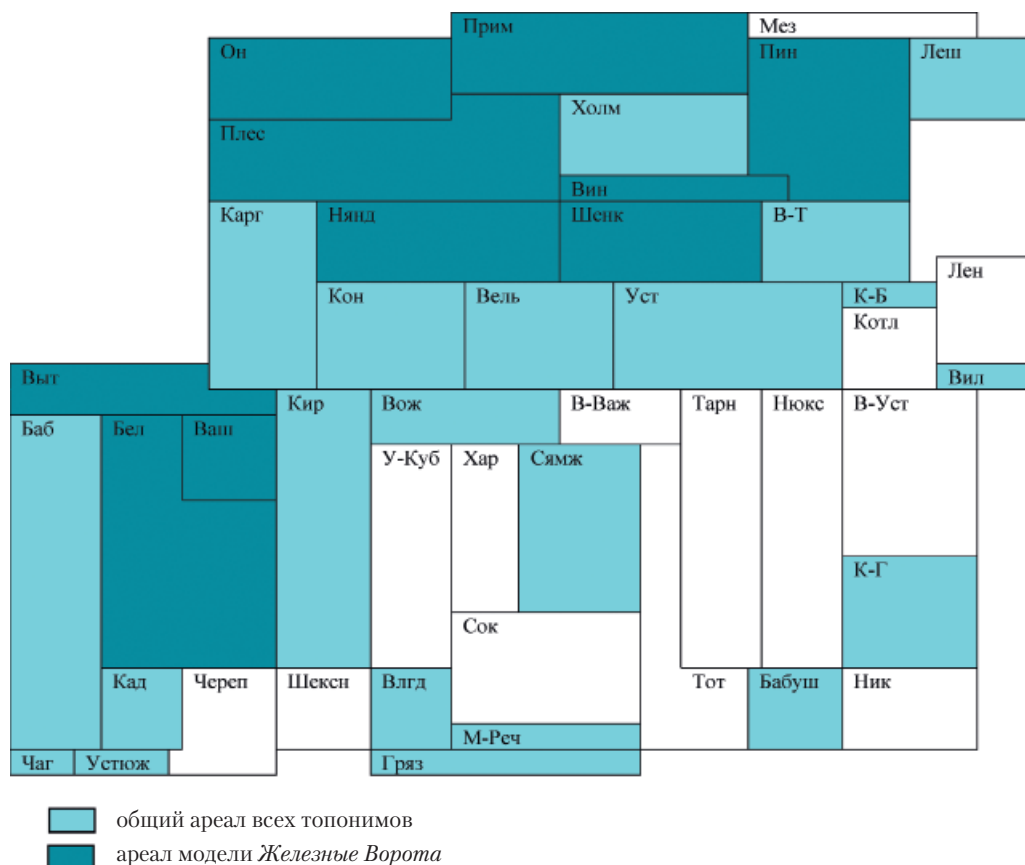 Прим Мез
Он Пин Леш
Плес Холм
Вин
Карг Нянд Шенк В-Т
Лен
Кон Вель Уст К-Б
Котл
Выт Вил
Кир Вож В-Важ Тарн Нюкс В-Уст
Баб Бел Ваш
У-Куб Хар Сямж
К-Г
Сок
Кад Череп Шексн Влгд Тот Бабуш Ник
М-Реч
Чаг Устюж Гряз
общий ареал всех топонимов
ареал модели Железные Ворота